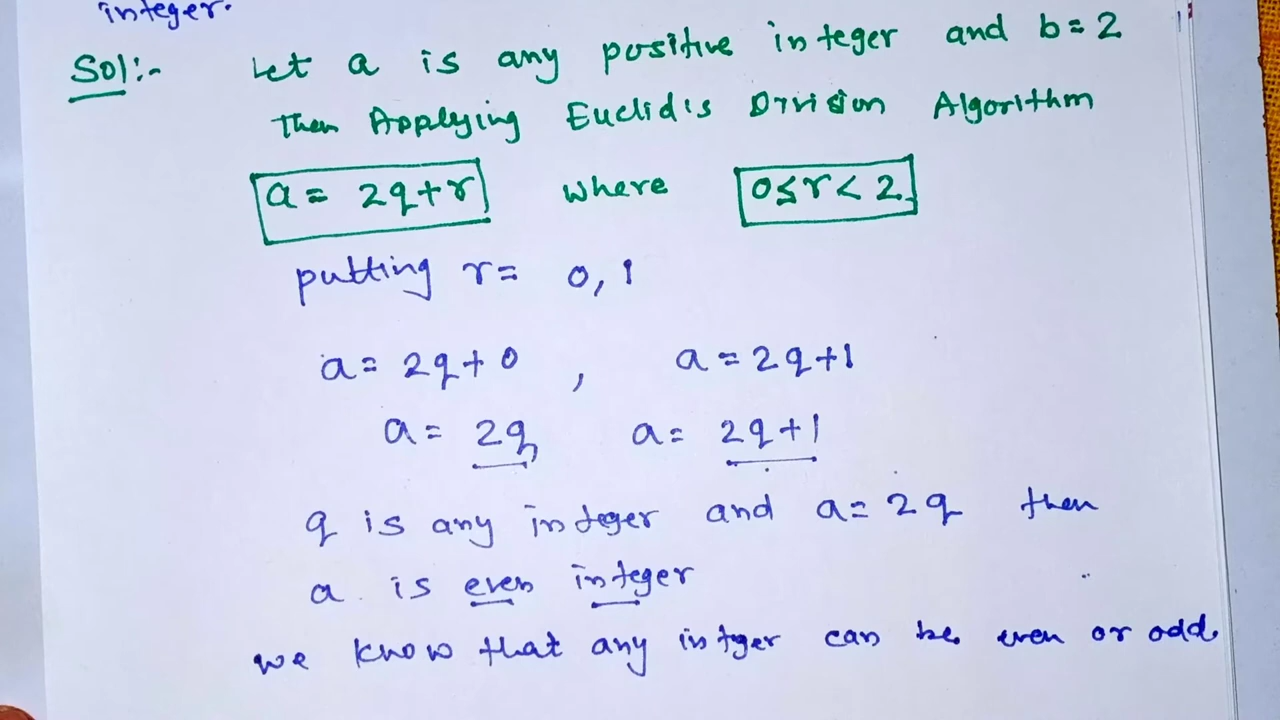 integer.
Sol:- Let a is any positive integer and b = 2
Then Applying Euclid's Division Algorithm
a = 2q + r where 0 ≤ r < 2
putting r = 0, 1
a = 2q + 0 , a = 2q + 1
a = 2q a = 2q + 1
q is any integer and a = 2q then
a is even integer
we know that any intger can be even or odd.